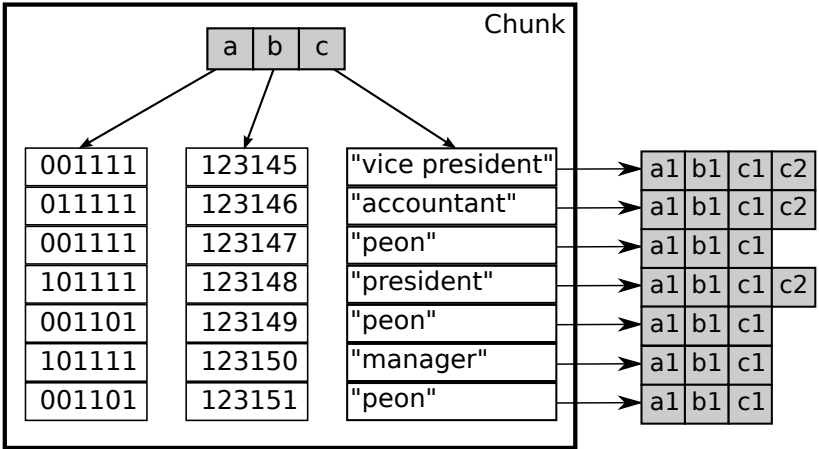 Chunk
a b c
001111 123145 "vice president" a1 b1 c1 c2
011111 123146 "accountant" a1 b1 c1 c2
001111 123147 "peon" a1 b1 c1
101111 123148 "president" a1 b1 c1 c2
001101 123149 "peon" a1 b1 c1
101111 123150 "manager" a1 b1 c1
001101 123151 "peon" a1 b1 c1